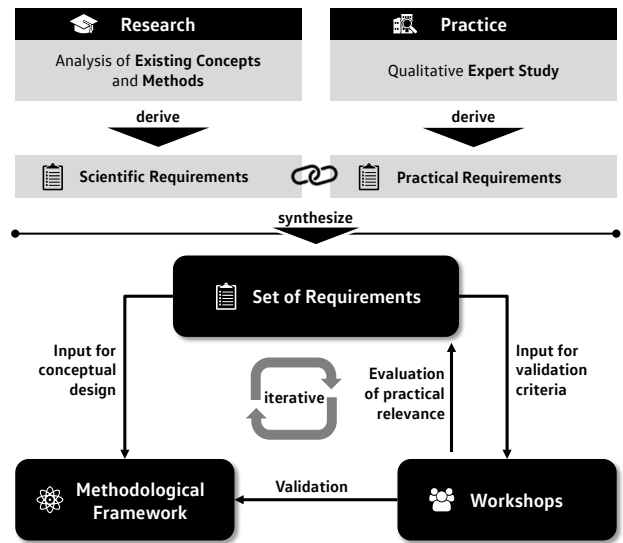 Research
Analysis of Existing Concepts
and Methods
Practice
Qualitative Expert Study
derive
derive
Scientific Requirements
Practical Requirements
synthesize
Set of Requirements
Input for
conceptual
design
iterative
Evaluation
of practical
relevance
Input for
validation
criteria
Methodological
Framework
Validation
Workshops